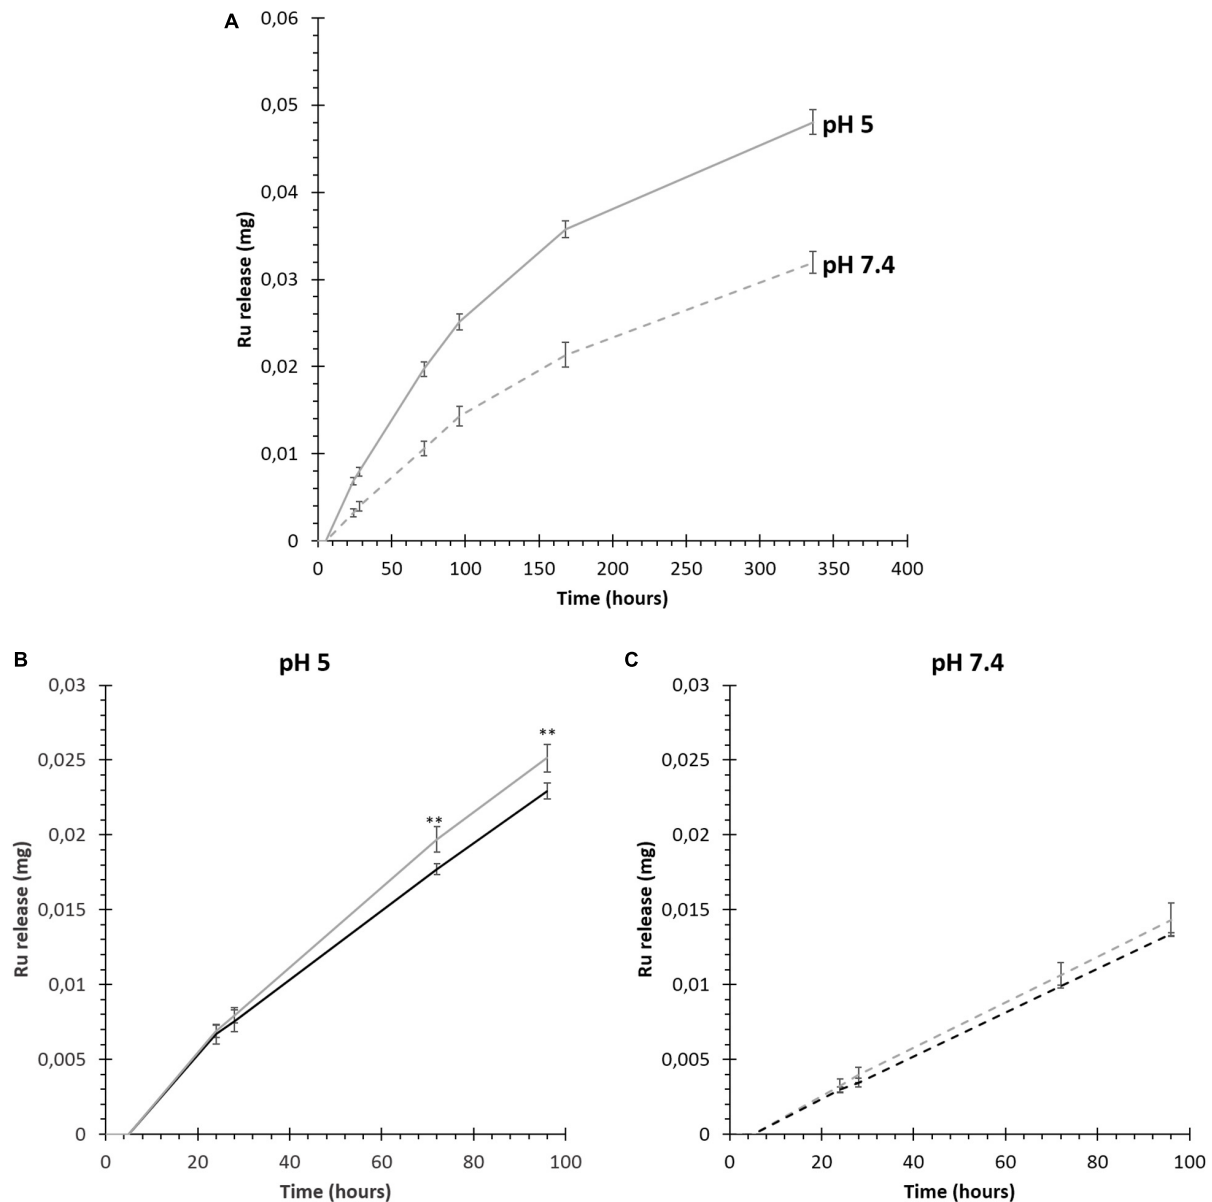 A
0,06
0,05
0,04
0,03
0,02
0,01
0
Ru release (mg)
pH 5
pH 7.4
0 50 100 150 200 250 300 350 400
Time (hours)
B
pH 5
0,03
0,025
0,02
0,015
0,01
0,005
0
Ru release (mg)
**
**
0 20 40 60 80 100
Time (hours)
C
pH 7.4
0,03
0,025
0,02
0,015
0,01
0,005
0
Ru release (mg)
0 20 40 60 80 100
Time (hours)